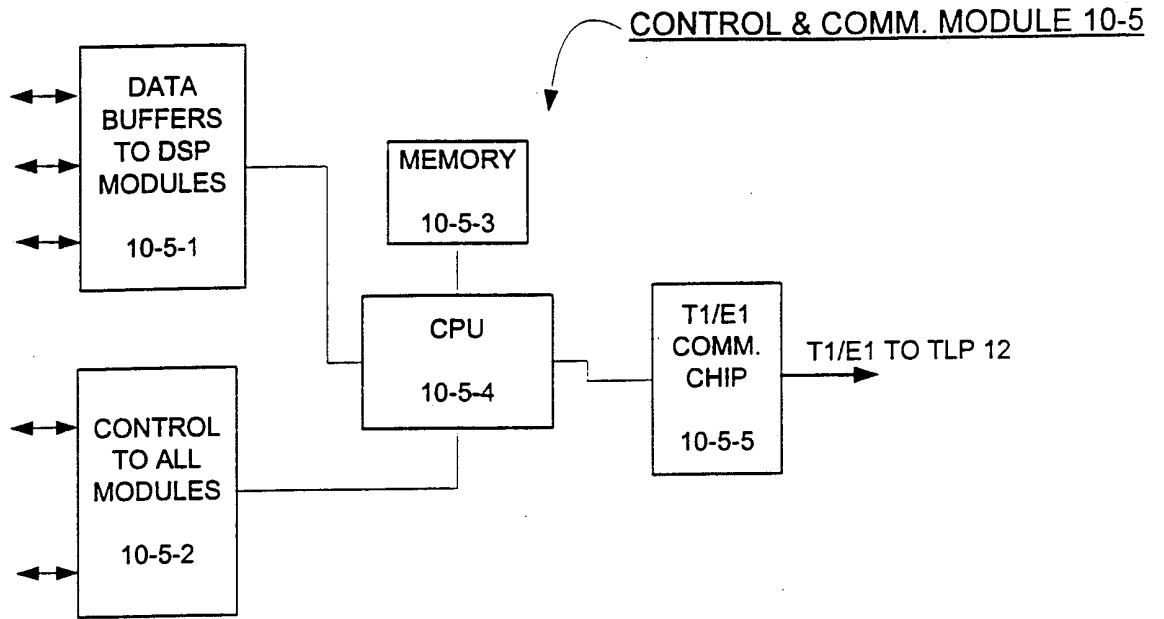 CONTROL & COMM. MODULE 10-5
DATA
BUFFERS
TO DSP
MODULES
10-5-1
MEMORY
10-5-3
CPU
10-5-4
T1/E1
COMM.
CHIP
10-5-5
T1/E1 TO TLP 12
CONTROL
TO ALL
MODULES
10-5-2